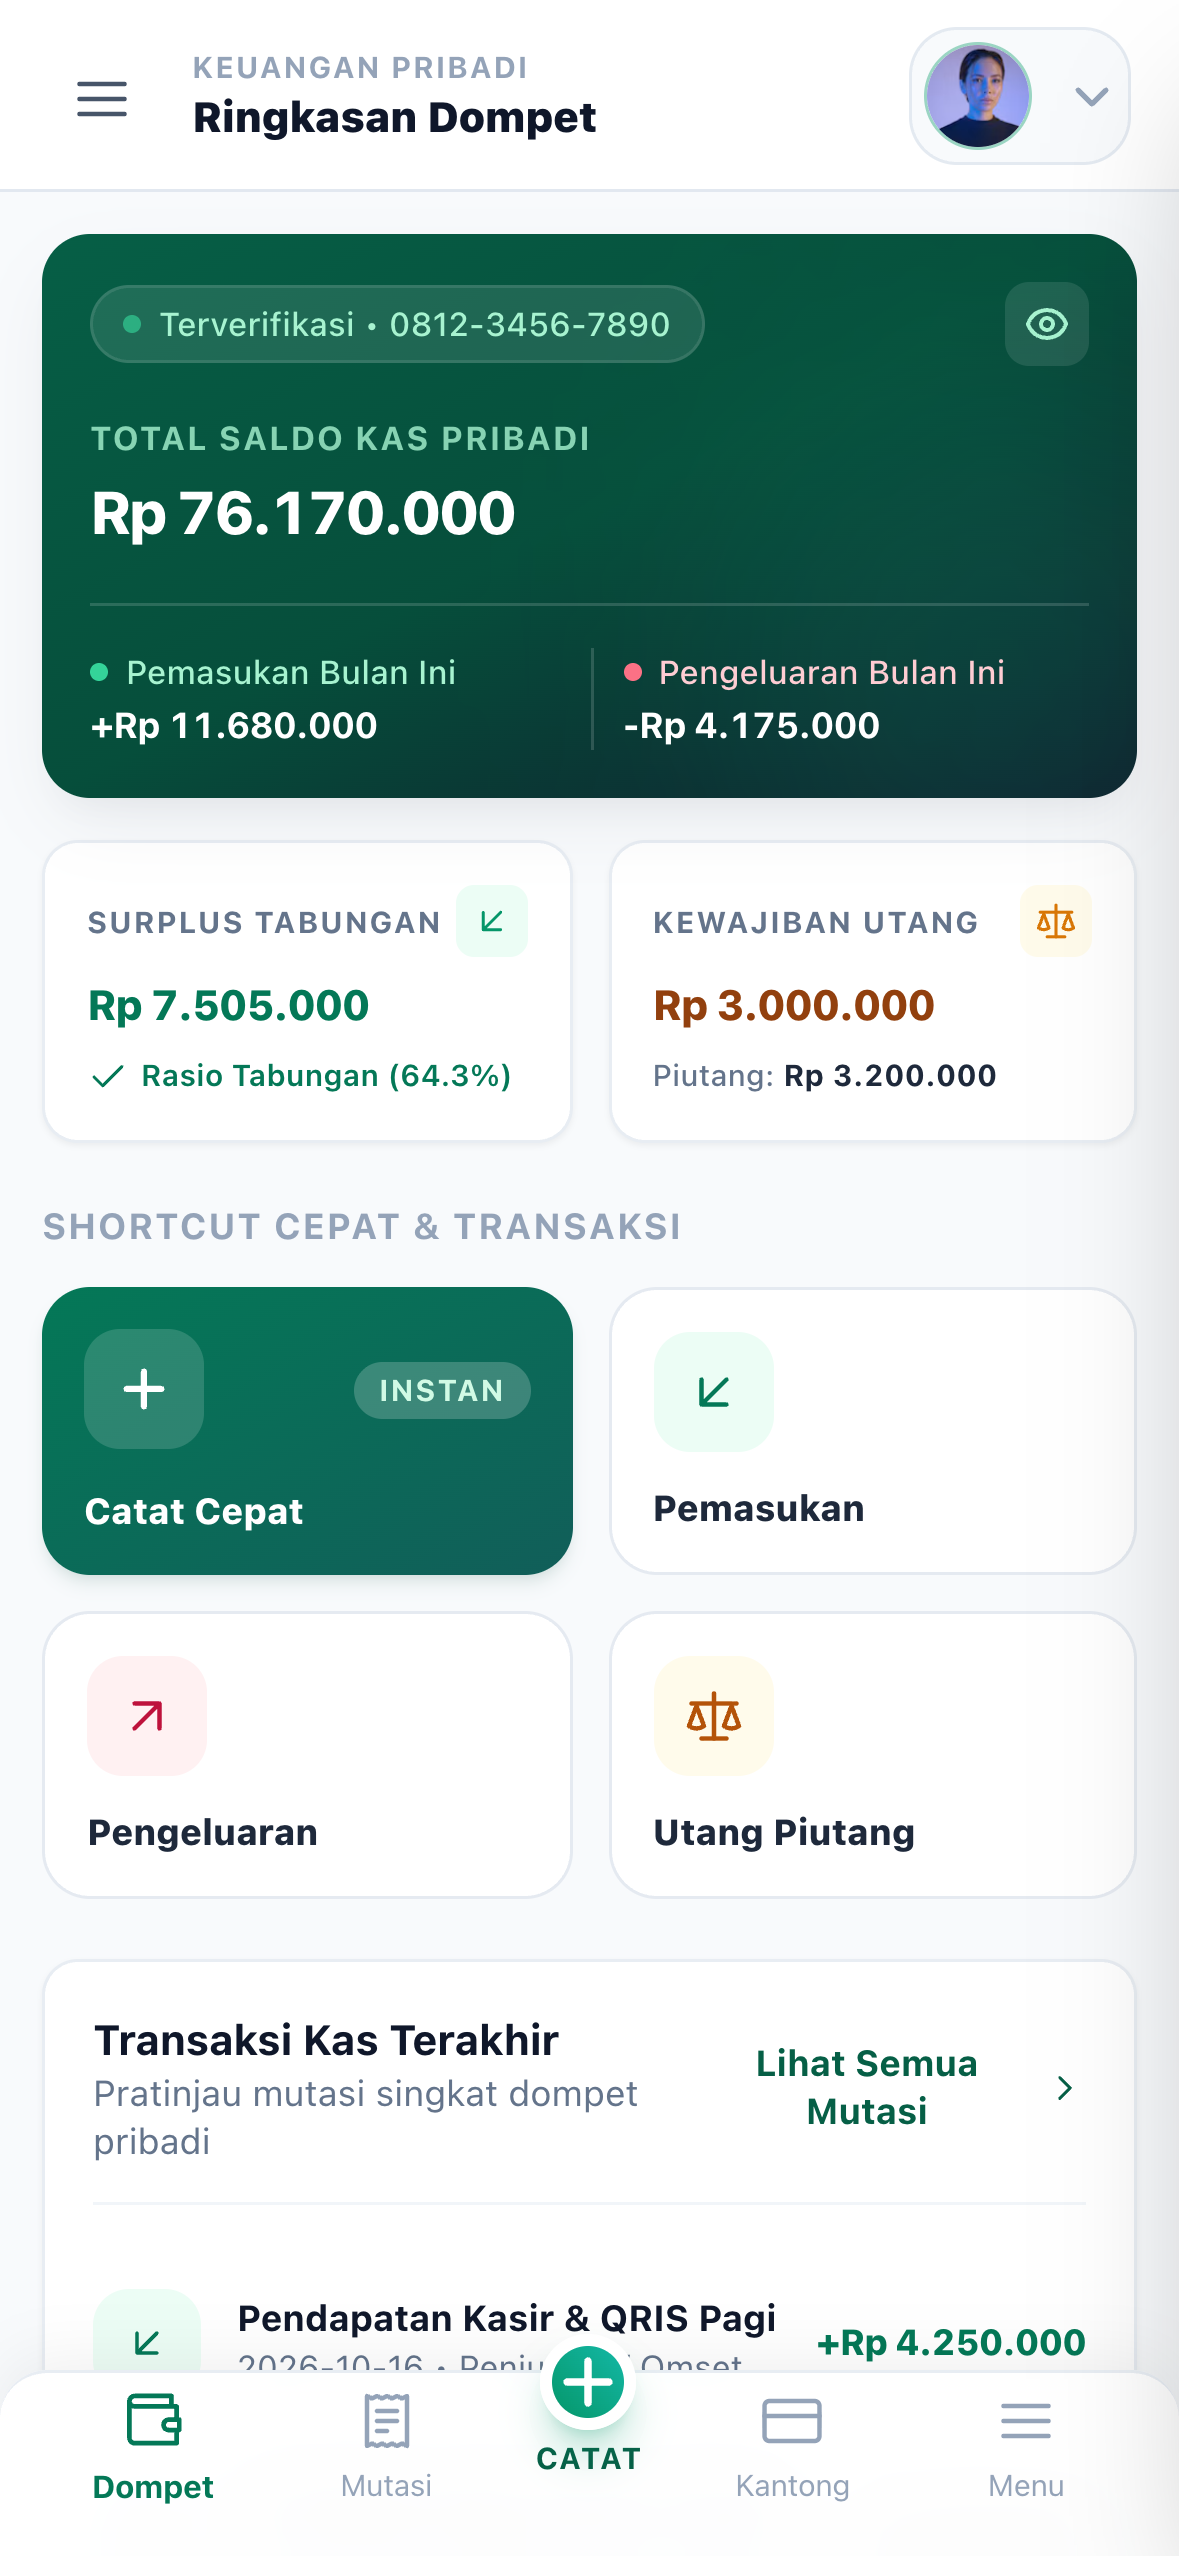 KEUANGAN PRIBADI
Ringkasan Dompet
Terverifikasi • 0812-3456-7890
TOTAL SALDO KAS PRIBADI
Rp 76.170.000
Pemasukan Bulan Ini
+Rp 11.680.000
Pengeluaran Bulan Ini
-Rp 4.175.000
SURPLUS TABUNGAN
Rp 7.505.000
Rasio Tabungan (64.3%)
KEWAJIBAN UTANG
Rp 3.000.000
Piutang: Rp 3.200.000
SHORTCUT CEPAT & TRANSAKSI
INSTAN
Catat Cepat
Pemasukan
Pengeluaran
Utang Piutang
Transaksi Kas Terakhir
Pratinjau mutasi singkat dompet
pribadi
Lihat Semua
Mutasi
Pendapatan Kasir & QRIS Pagi
+Rp 4.250.000
2026-10-16 • Omset
Dompet
Mutasi
CATAT
Kantong
Menu